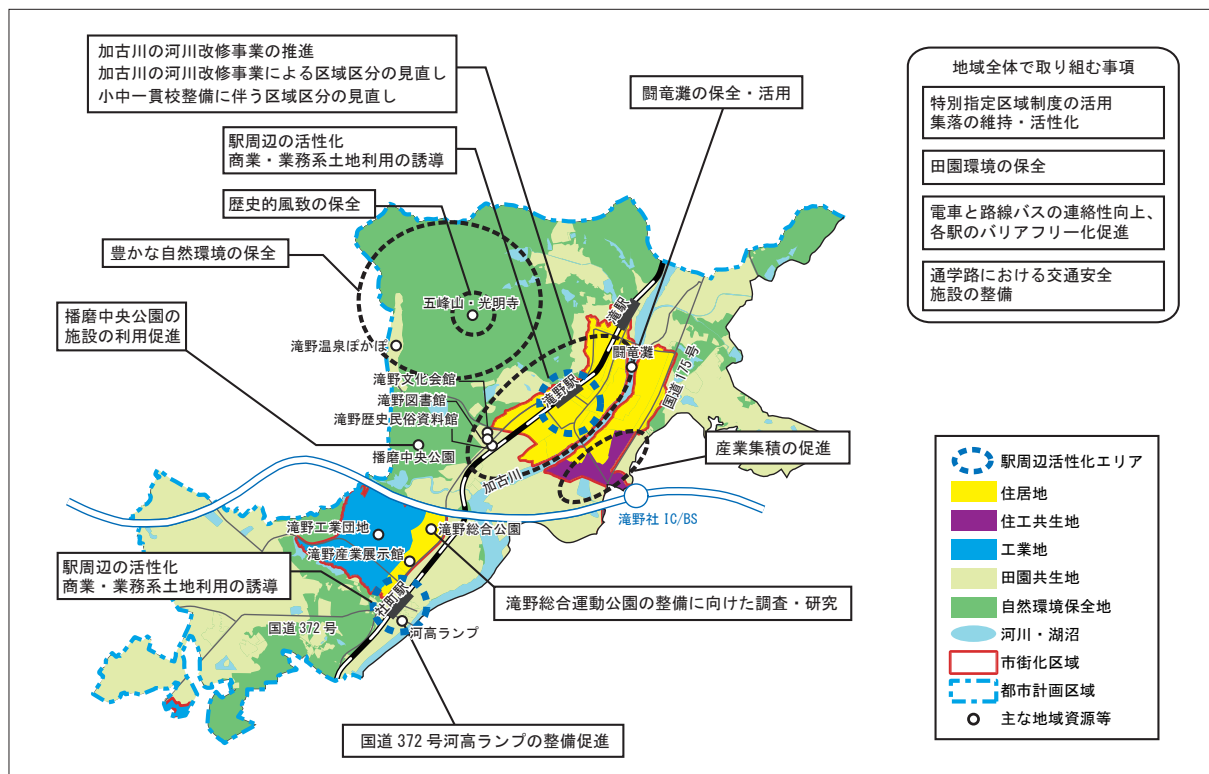 加古川の河川改修事業の推進
加古川の河川改修事業による区域区分の見直し
小中一貫校整備に伴う区域区分の見直し
闘竜灘の保全・活用
駅周辺の活性化
商業・業務系土地利用の誘導
歴史的風致の保全
豊かな自然環境の保全
播磨中央公園の
施設の利用促進
地域全体で取り組む事項
特別指定区域制度の活用
集落の維持・活性化
田園環境の保全
電車と路線バスの連絡性向上、
各駅のバリアフリー化促進
通学路における交通安全
施設の整備
五峰山・光明寺
滝駅
滝野温泉ぽかぽ
闘竜灘
国道175号
滝野文化会館
滝野駅
滝野図書館
滝野歴史民俗資料館
播磨中央公園
加古川
産業集積の促進
滝野社IC/BS
滝野工業団地
滝野総合公園
滝野産業展示館
駅周辺の活性化
商業・業務系土地利用の誘導
社町駅
滝野総合運動公園の整備に向けた調査・研究
国道372号
河高ランプ
国道372号河高ランプの整備促進
駅周辺活性化エリア
住居地
住工共生地
工業地
田園共生地
自然環境保全地
河川・湖沼
市街化区域
都市計画区域
主な地域資源等